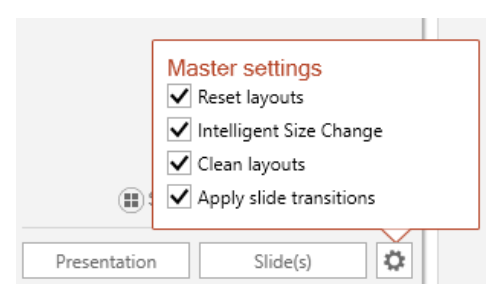 Master settings
Reset layouts
Intelligent Size Change
Clean layouts
Apply slide transitions
Presentation
Slide(s)